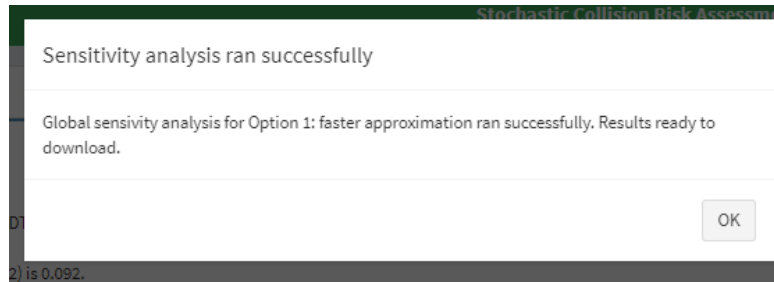 Stochastic Collision Risk Assessm
Sensitivity analysis ran successfully
Global sensivity analysis for Option 1: faster approximation ran successfully. Results ready to
download.
OK
DT
2) is 0.092.